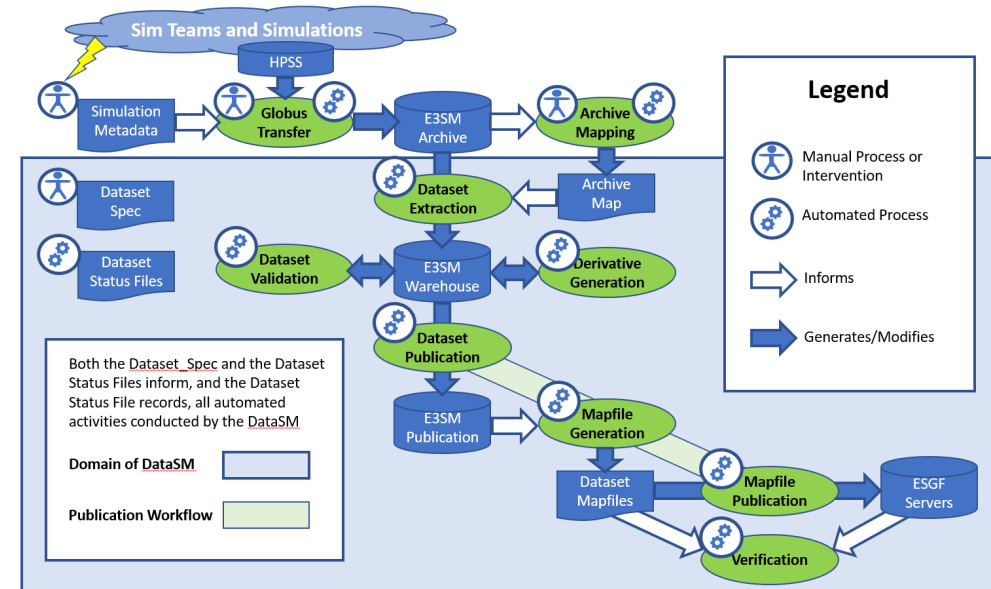 Sim Teams and Simulations
HPSS
Simulation
Metadata
Globus
Transfer
E3SM
Archive
Archive
Mapping
Dataset
Spec
Dataset
Extraction
Archive
Map
Dataset
Status Files
Dataset
Validation
E3SM
Warehouse
Derivative
Generation
Dataset
Publication
E3SM
Publication
Mapfile
Generation
Dataset
Mapfiles
Mapfile
Publication
ESGF
Servers
Verification
Both the Dataset_Spec and the Dataset
Status Files inform, and the Dataset
Status File records, all automated
activities conducted by the DataSM
Domain of DataSM
Publication Workflow
Legend
Manual Process or
Intervention
Automated Process
Informs
Generates/Modifies